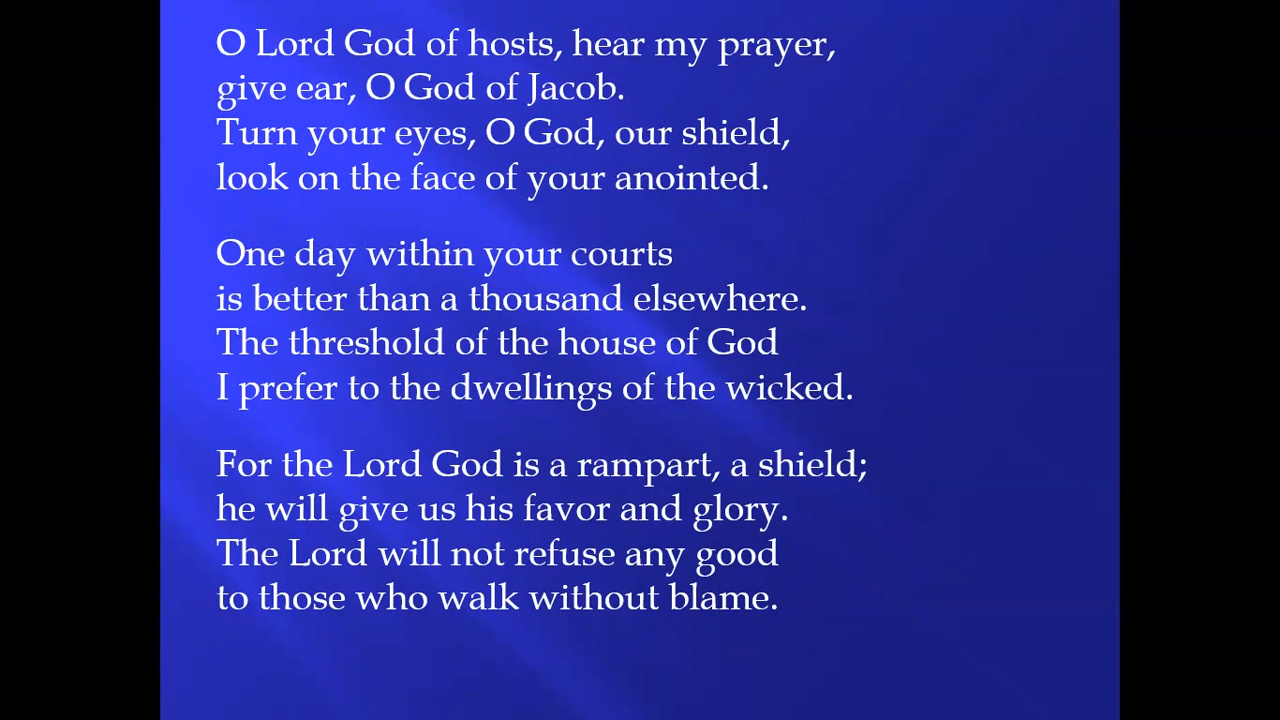 O Lord God of hosts, hear my prayer,
give ear, O God of Jacob.
Turn your eyes, O God, our shield,
look on the face of your anointed.
One day within your courts
is better than a thousand elsewhere.
The threshold of the house of God
I prefer to the dwellings of the wicked.
For the Lord God is a rampart, a shield;
he will give us his favor and glory.
The Lord will not refuse any good
to those who walk without blame.